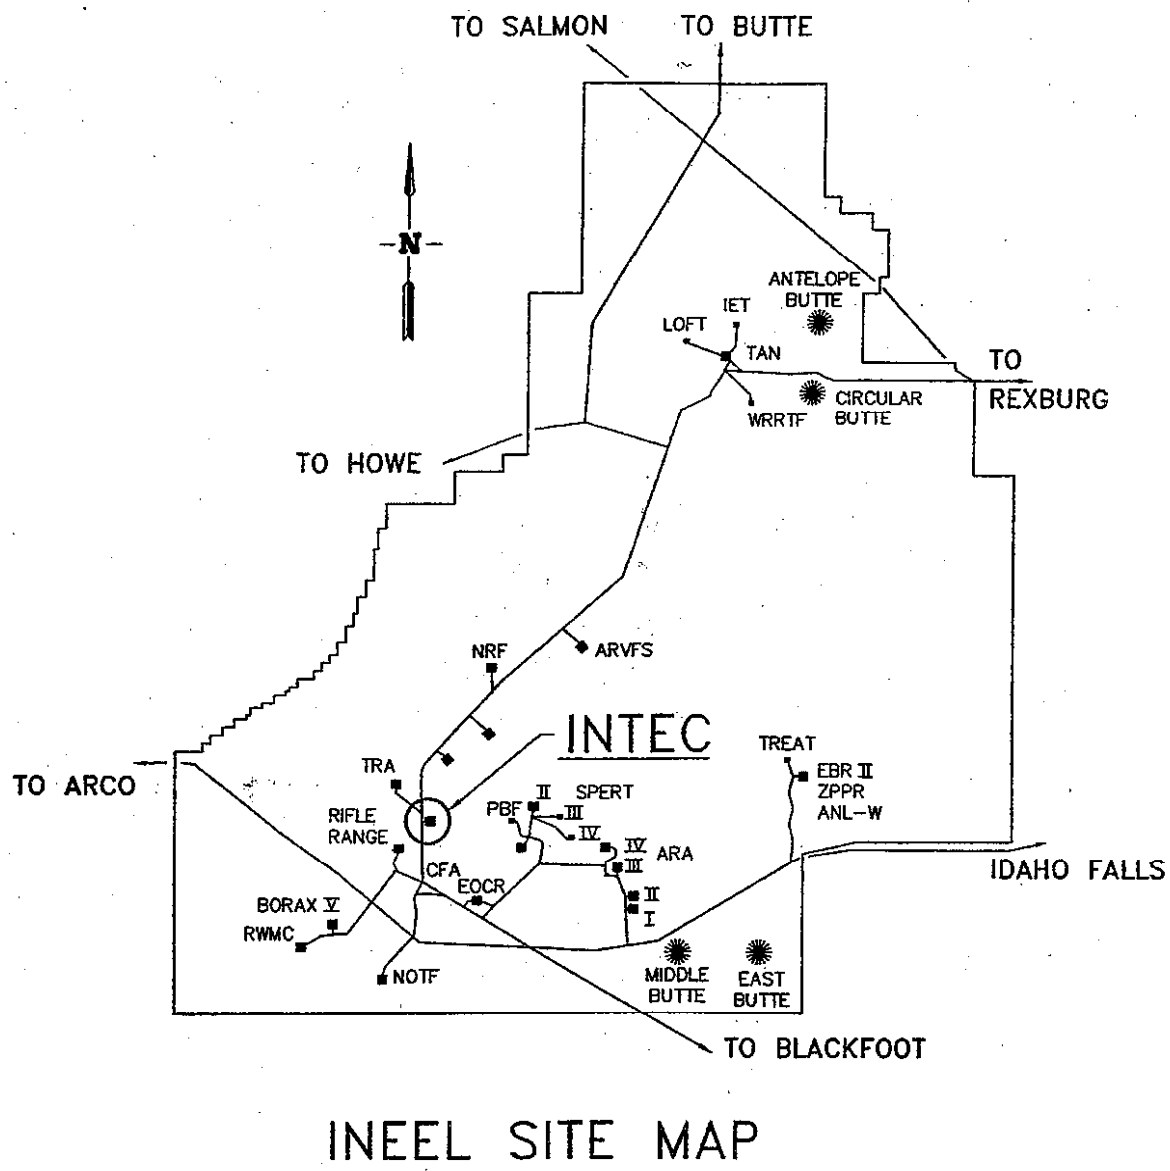 TO SALMON
TO BUTTE
N
ANTELOPE
BUTTE
IET
LOFT
TAN
TO
REXBURG
CIRCULAR
BUTTE
WRRTF
TO HOWE
NRF
ARVFS
INTEC
TREAT
TO ARCO
TRA
EBR II
ZPPR
ANL-W
II
SPERT
PBF
III
RIFLE
RANGE
IV
IV
ARA
III
CFA
IDAHO FALLS
EOCR
II
BORAX V
I
RWMC
NOTF
MIDDLE
BUTTE
EAST
BUTTE
TO BLACKFOOT
INEEL SITE MAP